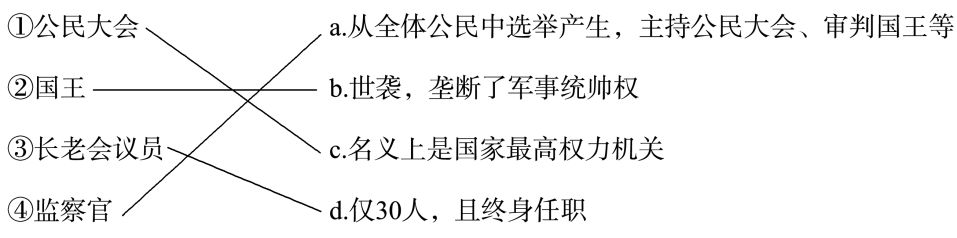 ①公民大会 a.从全体公民中选举产生，主持公民大会、审判国王等
②国王 b.世袭，垄断了军事统帅权
③长老会议员 c.名义上是国家最高权力机关
④监察官 d.仅30人，且终身任职